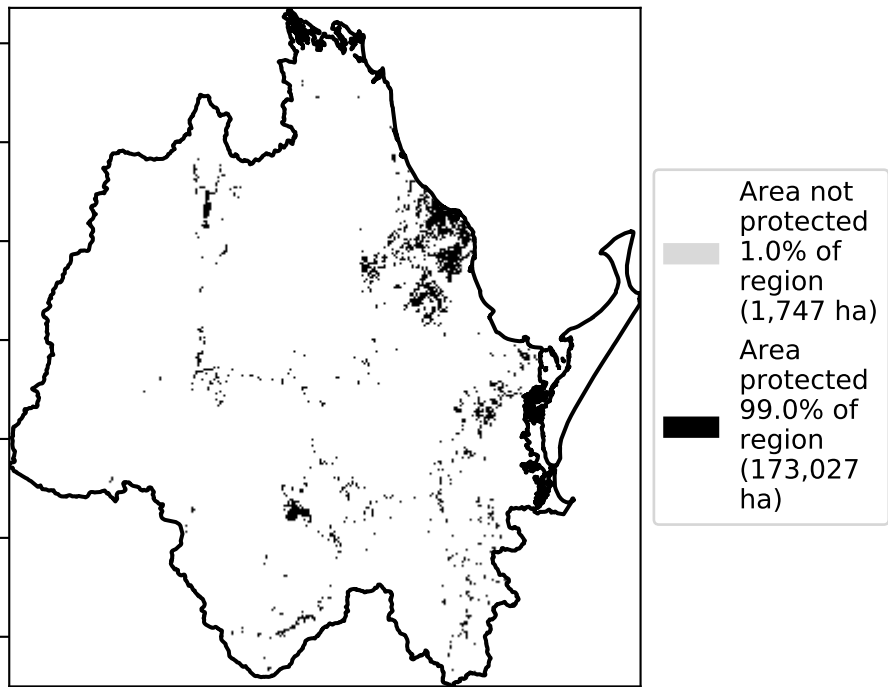 Area not
protected
1.0% of
region
(1,747 ha)
Area
protected
99.0% of
region
(173,027
ha)